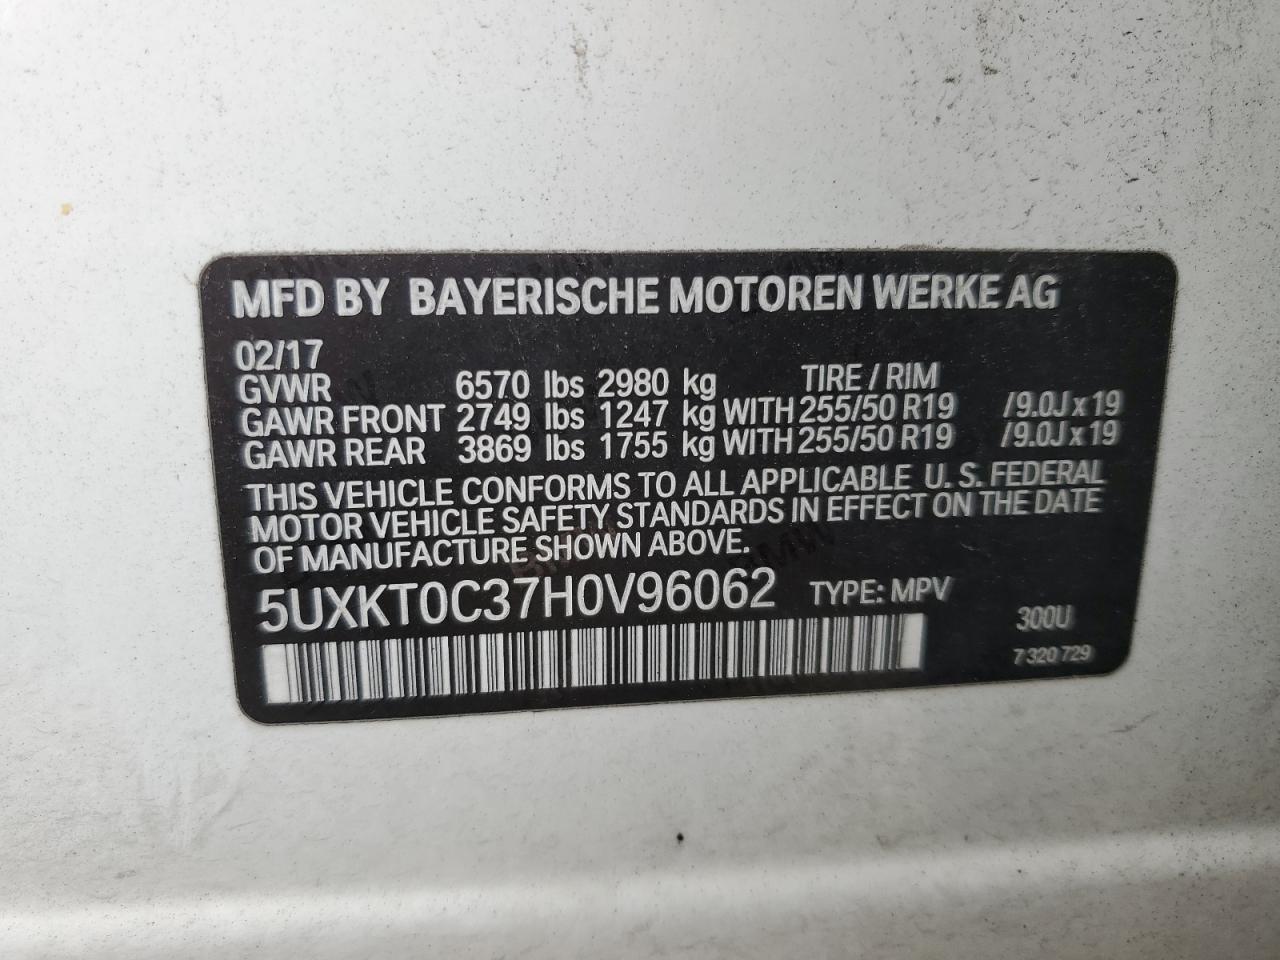 MFD BY BAYERISCHE MOTOREN WERKE AG
02/17
GVWR 6570 lbs 2980 kg TIRE / RIM
GAWR FRONT 2749 lbs 1247 kg WITH 255/50 R19 /9.0J x 19
GAWR REAR 3869 lbs 1755 kg WITH 255/50 R19 /9.0J x 19
THIS VEHICLE CONFORMS TO ALL APPLICABLE U. S. FEDERAL
MOTOR VEHICLE SAFETY STANDARDS IN EFFECT ON THE DATE
OF MANUFACTURE SHOWN ABOVE.
5UXKT0C37H0V96062 TYPE: MPV
300U
7 320 729